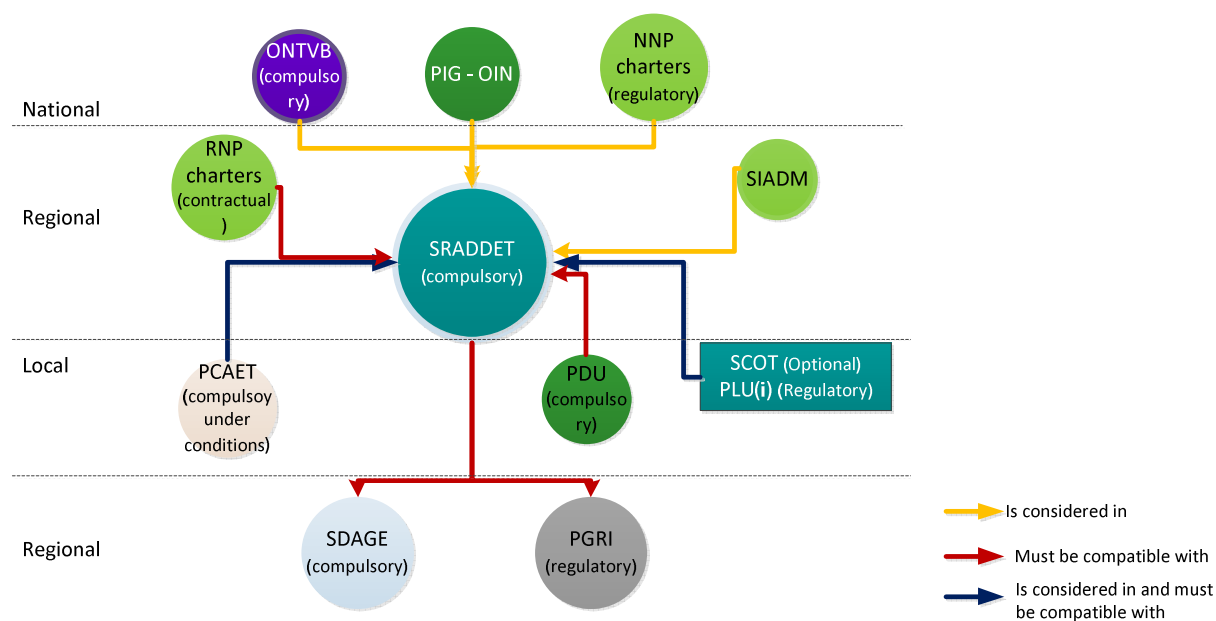 ONTVB
(compulso
ry)
PIG - OIN
NNP
charters
(regulatory)
National
RNP
charters
(contractual
)
SIADM
Regional
SRADDET
(compulsory)
Local
PCAET
(compulsoy
under
conditions)
PDU
(compulso
ry)
SCOT (Optional)
PLU(i) (Regulatory)
Regional
SDAGE
(compulsory)
PGRI
(regulatory)
Is considered in
Must be compatible with
Is considered in and must
be compatible with